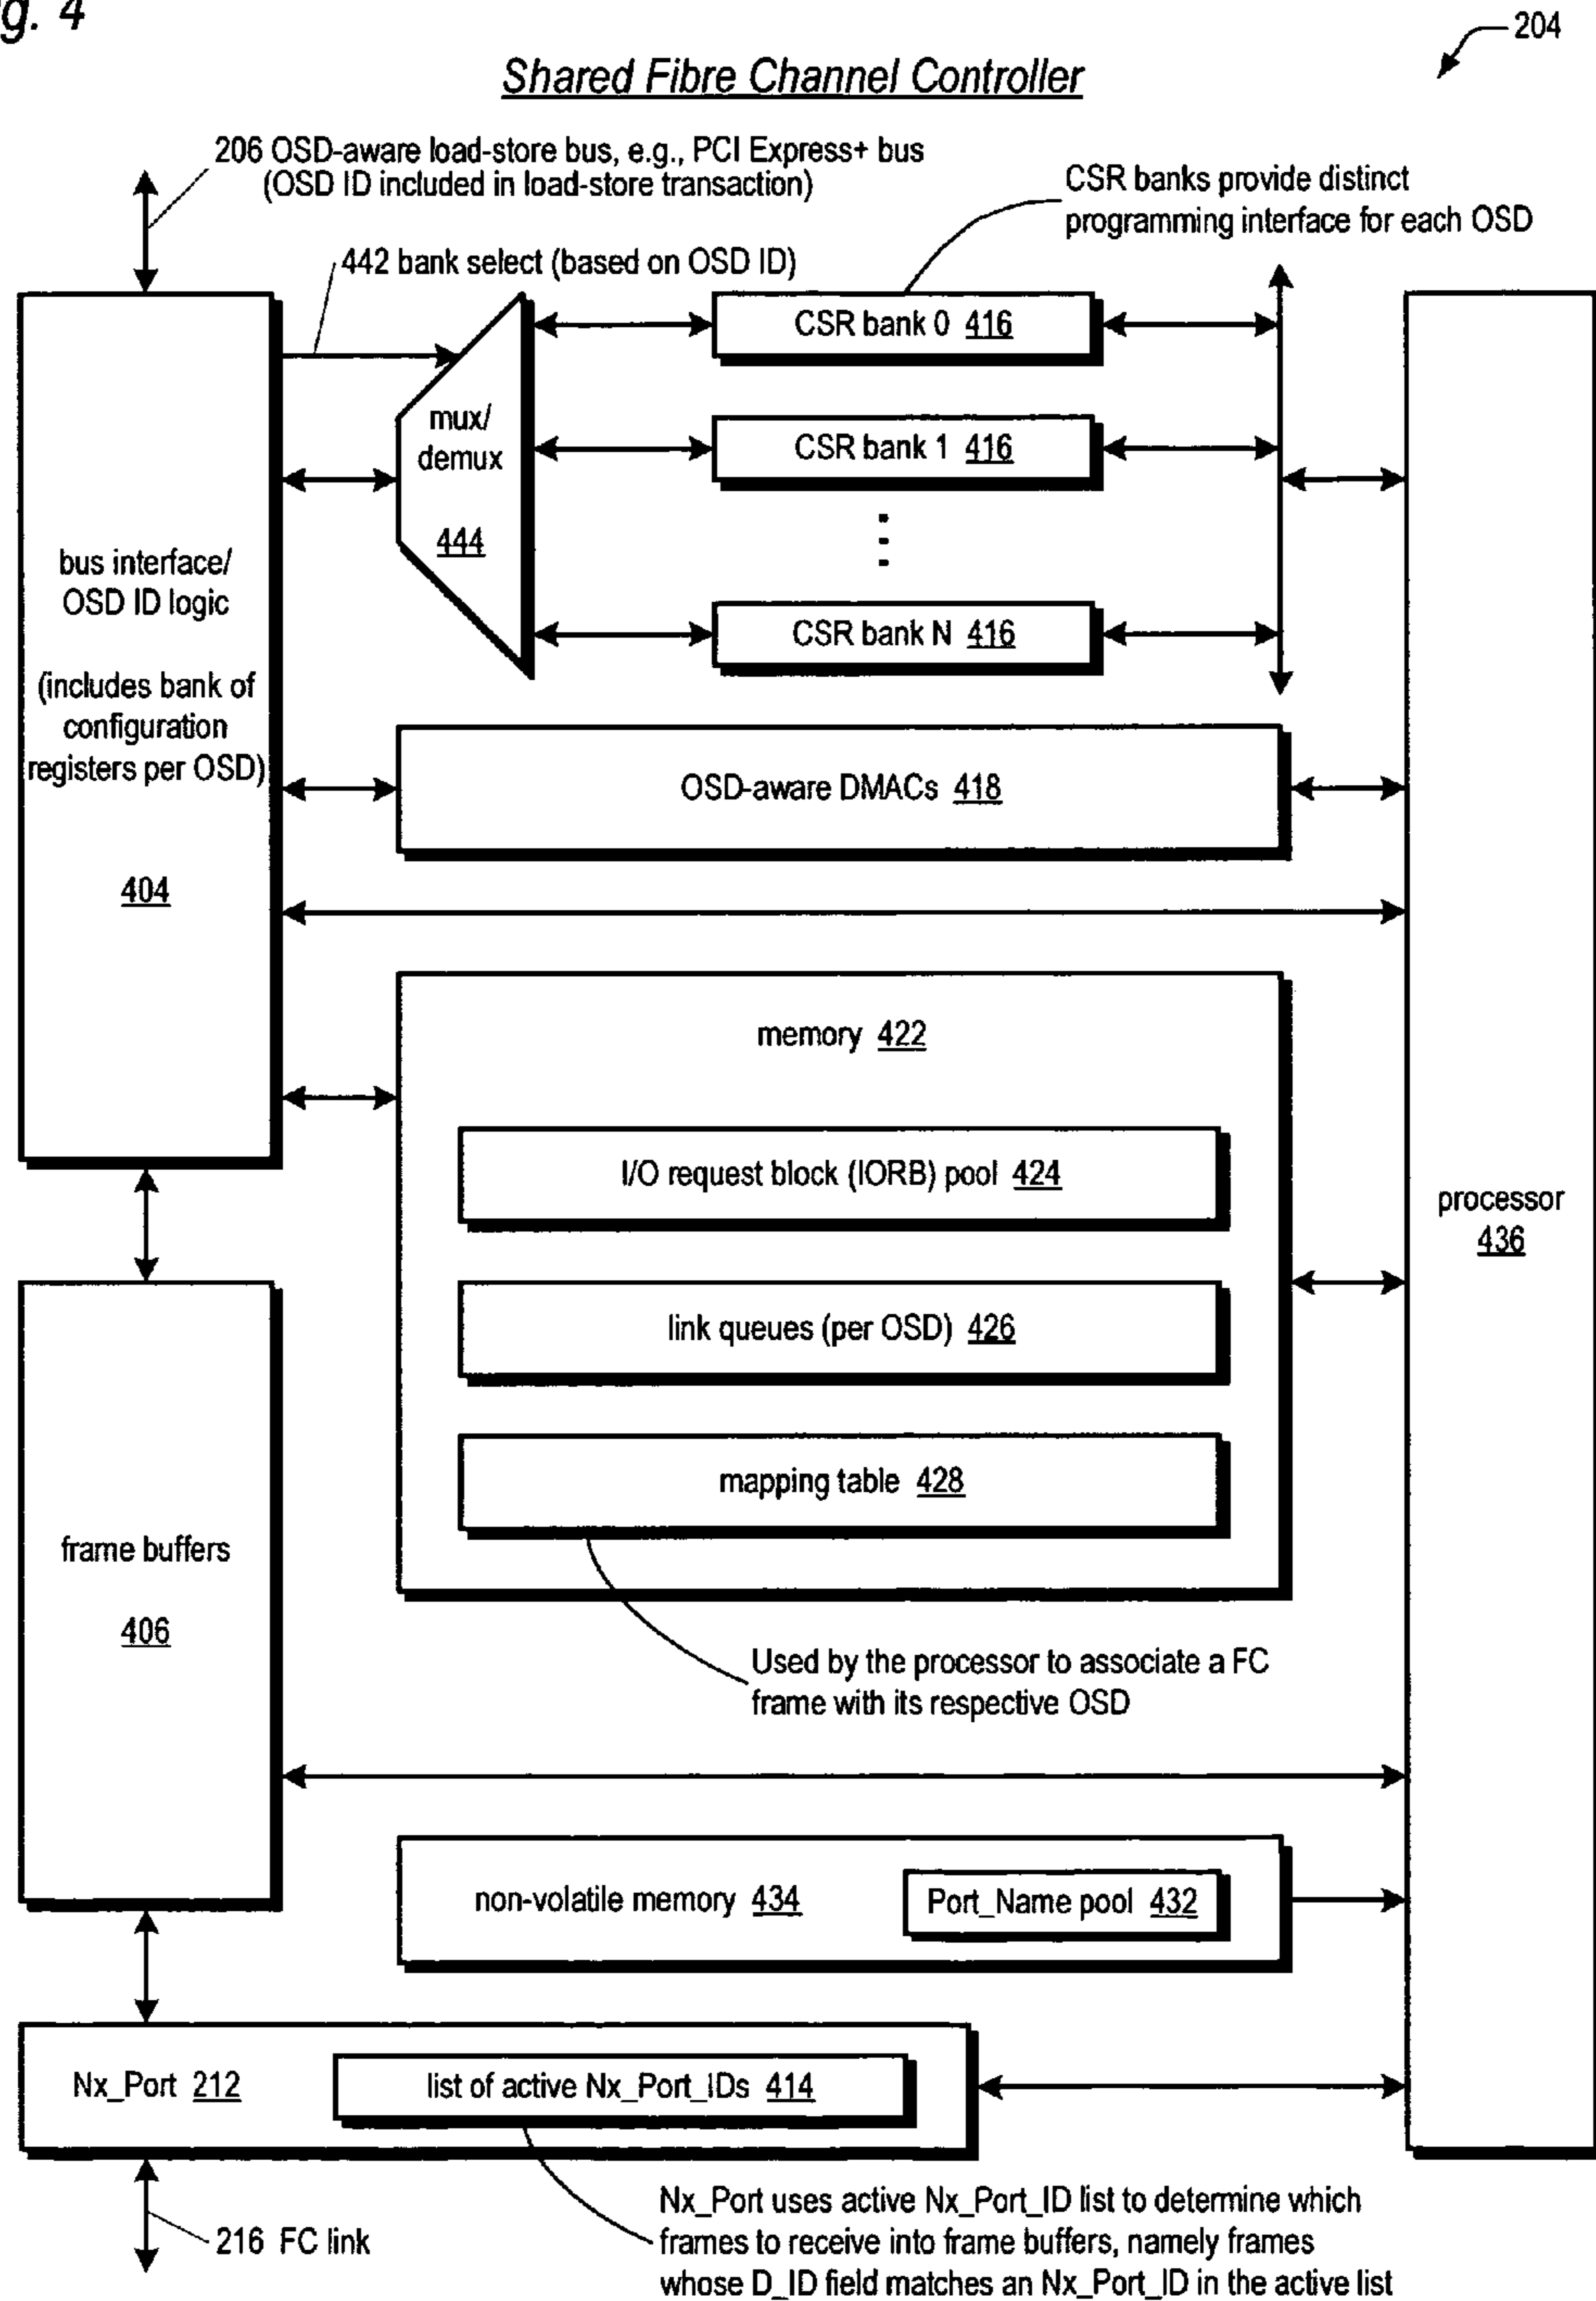 g. 4
204
Shared Fibre Channel Controller
206 OSD-aware load-store bus, e.g., PCI Express+ bus
(OSD ID included in load-store transaction)
CSR banks provide distinct
programming interface for each OSD
442 bank select (based on OSD ID)
CSR bank 0 416
mux/
demux
444
CSR bank 1 416
CSR bank N 416
bus interface/
OSD ID logic
(includes bank of
configuration
registers per OSD)
404
OSD-aware DMACs 418
memory 422
I/O request block (IORB) pool 424
link queues (per OSD) 426
mapping table 428
processor
436
frame buffers
406
Used by the processor to associate a FC
frame with its respective OSD
non-volatile memory 434
Port_Name pool 432
Nx_Port 212
list of active Nx_Port_IDs 414
216 FC link
Nx_Port uses active Nx_Port_ID list to determine which
frames to receive into frame buffers, namely frames
whose D_ID field matches an Nx_Port_ID in the active list